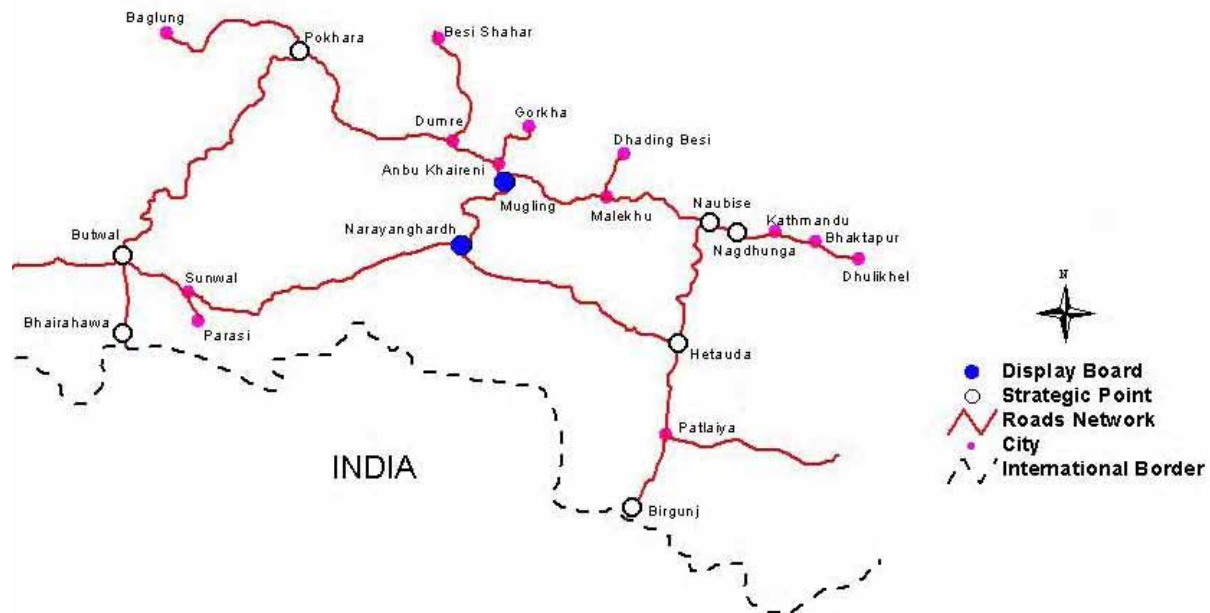 Baglung
Pokhara
Besi Shahar
Gorkha
Dumre
Dhading Besi
Anbu Khaireni
Mugling
Malekhu
Naubise
Kathmandu
Narayanghardh
Bhaktapur
Nagdhunga
Butwal
Dhulikhel
Sunwal
Bhairahawa
Parasi
Hetauda
N
Display Board
Strategic Point
Roads Network
City
International Border
Patlaiya
INDIA
Birgunj